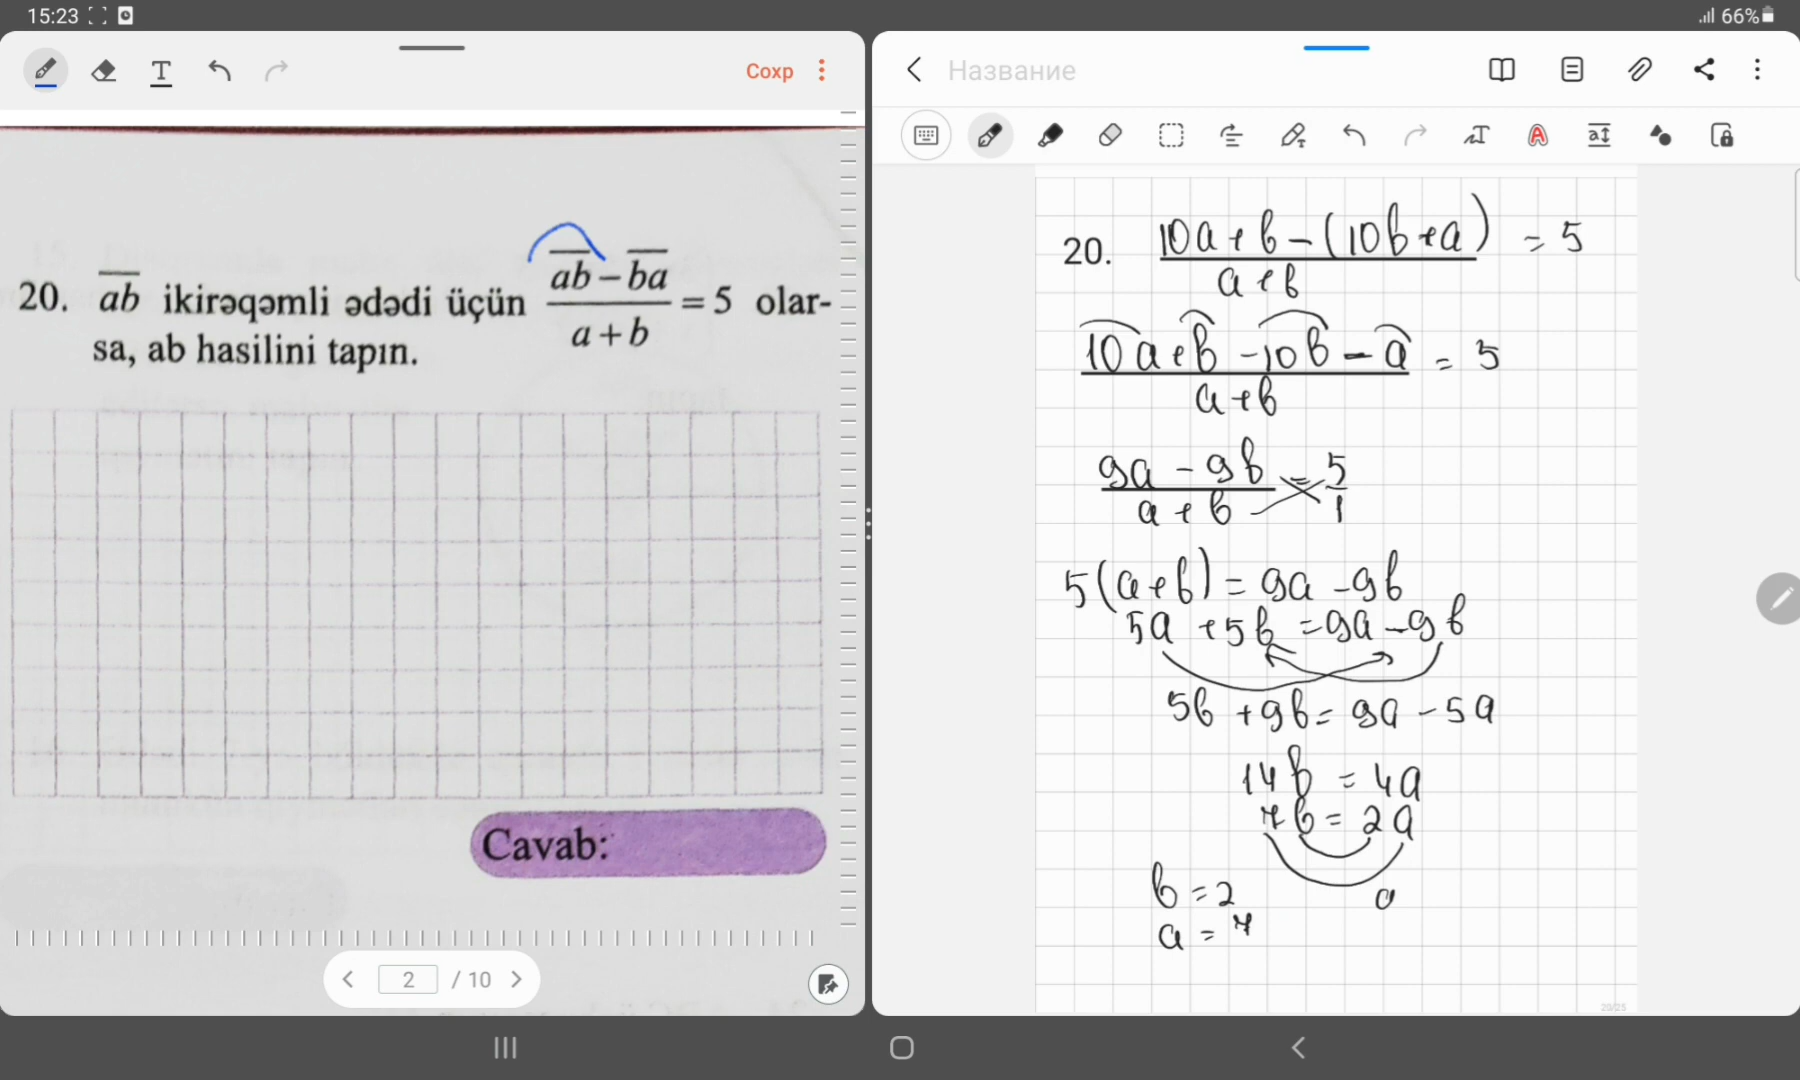 15:23
66%
Сохр
20. ab ikirəqəmli ədədi üçün ab – ba / a + b = 5 olar-
sa, ab hasilini tapın.
Cavab:
2 / 10
Название
20. 10a + b – (10b + a) / a + b = 5
10a + b – 10b – a / a + b = 5
9a – 9b / a + b = 5 / 1
5(a + b) = 9a – 9b
5a + 5b = 9a – 9b
5b + 9b = 9a – 5a
14b = 4a
7b = 2a
b = 2
a = 7
20/25